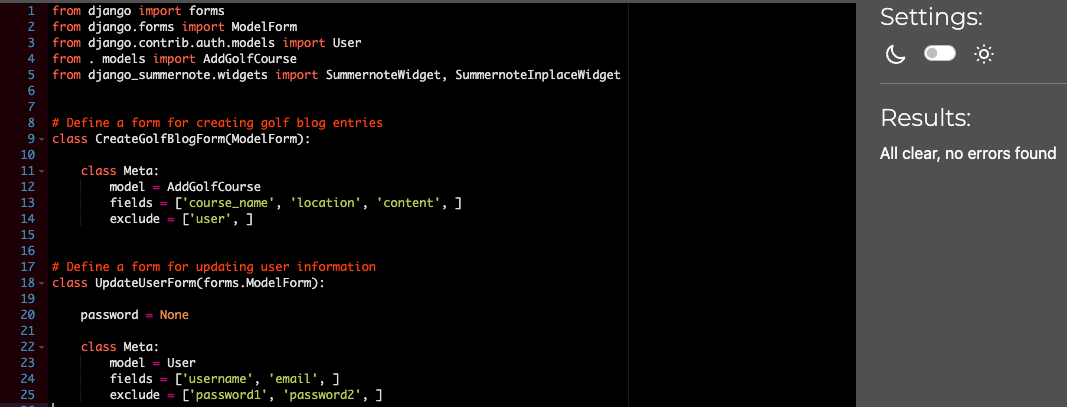 1 from django import forms
2 from django.forms import ModelForm
3 from django.contrib.auth.models import User
4 from . models import AddGolfCourse
5 from django_summernote.widgets import SummernoteWidget, SummernoteInplaceWidget
6
7
8 # Define a form for creating golf blog entries
9 class CreateGolfBlogForm(ModelForm):
10
11     class Meta:
12         model = AddGolfCourse
13         fields = ['course_name', 'location', 'content', ]
14         exclude = ['user', ]
15
16
17 # Define a form for updating user information
18 class UpdateUserForm(forms.ModelForm):
19
20     password = None
21
22     class Meta:
23         model = User
24         fields = ['username', 'email', ]
25         exclude = ['password1', 'password2', ]
Settings:
Results:
All clear, no errors found